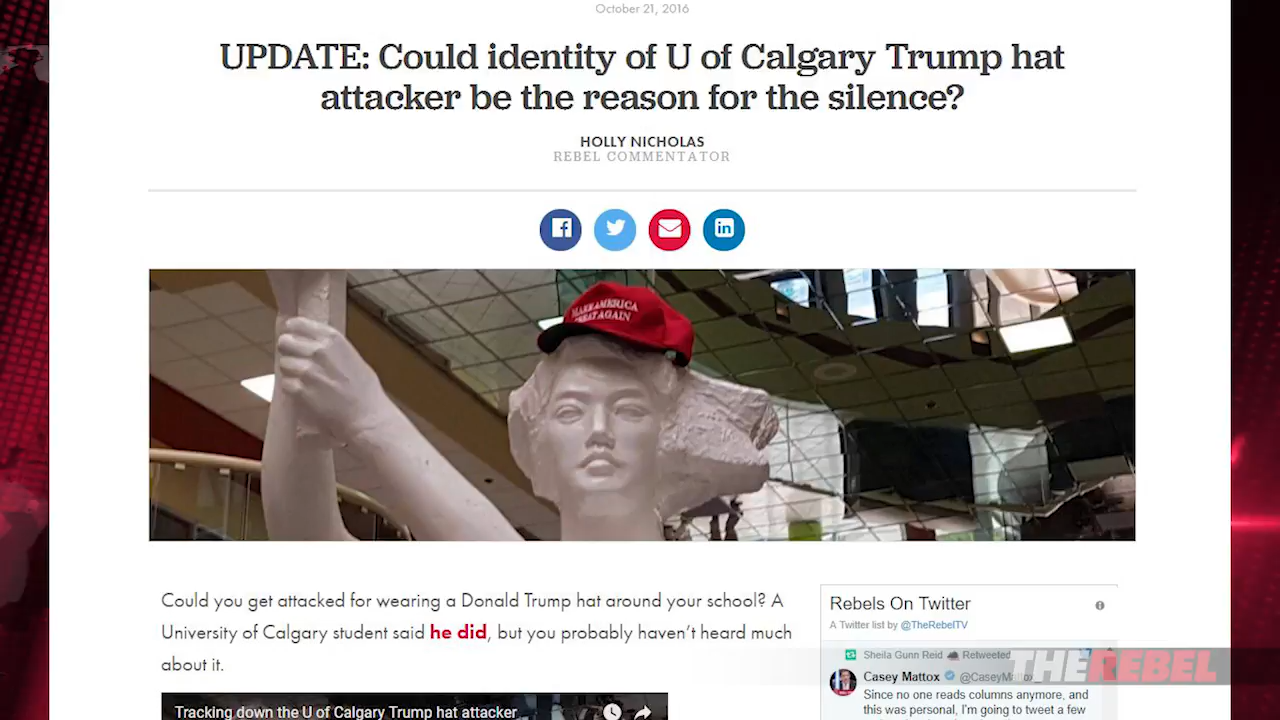 October 21, 2016
UPDATE: Could identity of U of Calgary Trump hat
attacker be the reason for the silence?
HOLLY NICHOLAS
REBEL COMMENTATOR
MAKE AMERICA
GREAT AGAIN
Could you get attacked for wearing a Donald Trump hat around your school? A
University of Calgary student said he did, but you probably haven't heard much
about it.
Tracking down the U of Calgary Trump hat attacker
Rebels On Twitter
A Twitter list by @TheRebelTV
Sheila Gunn Reid Retweeted
Casey Mattox
Since no one reads columns anymore, and
this was personal, I'm going to tweet a few
THEREBEL